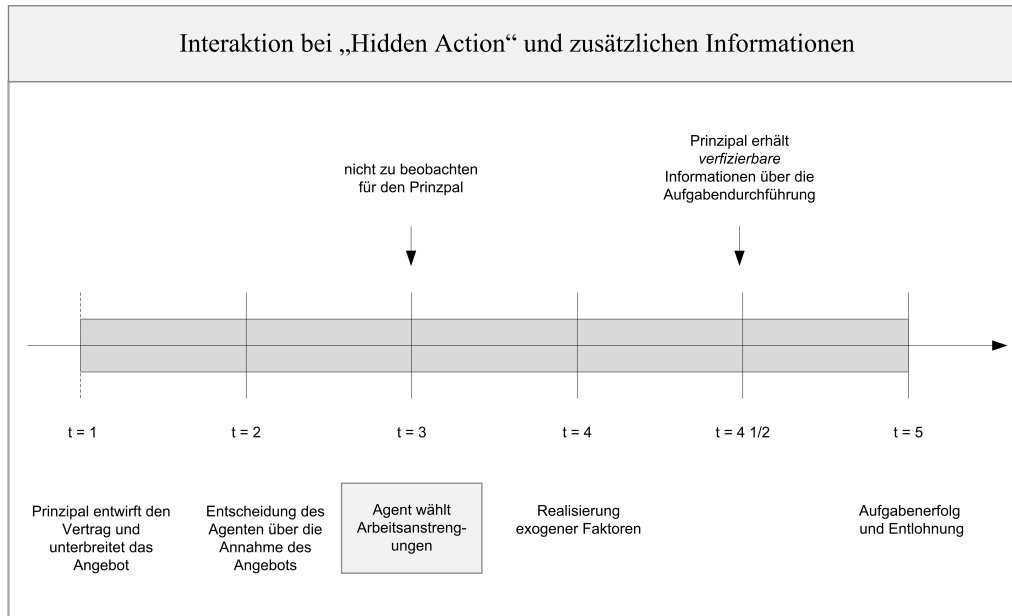 Interaktion bei „Hidden Action“ und zusätzlichen Informationen
nicht zu beobachten
für den Prinzpal
Prinzipal erhält
verfizierbare
Informationen über die
Aufgabendurchführung
t = 1
t = 2
t = 3
t = 4
t = 4 1/2
t = 5
Prinzipal entwirft den
Vertrag und
unterbreitet das
Angebot
Entscheidung des
Agenten über die
Annahme des
Angebots
Agent wählt
Arbeitsanstreng-
ungen
Realisierung
exogener Faktoren
Aufgabenerfolg
und Entlohnung